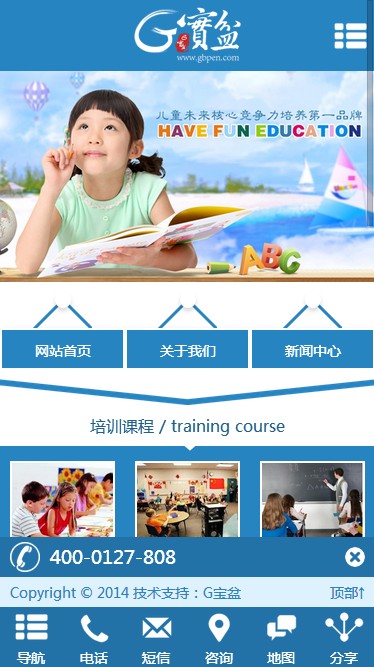 G宝寶盆
www.gbpen.com
儿童未来核心竞争力培养第一品牌
HAVE FUN EDUCATION
ABC
网站首页
关于我们
新闻中心
培训课程 / training course
400-0127-808
Copyright © 2014 技术支持：G宝盆
顶部↑
导航
电话
短信
咨询
地图
分享